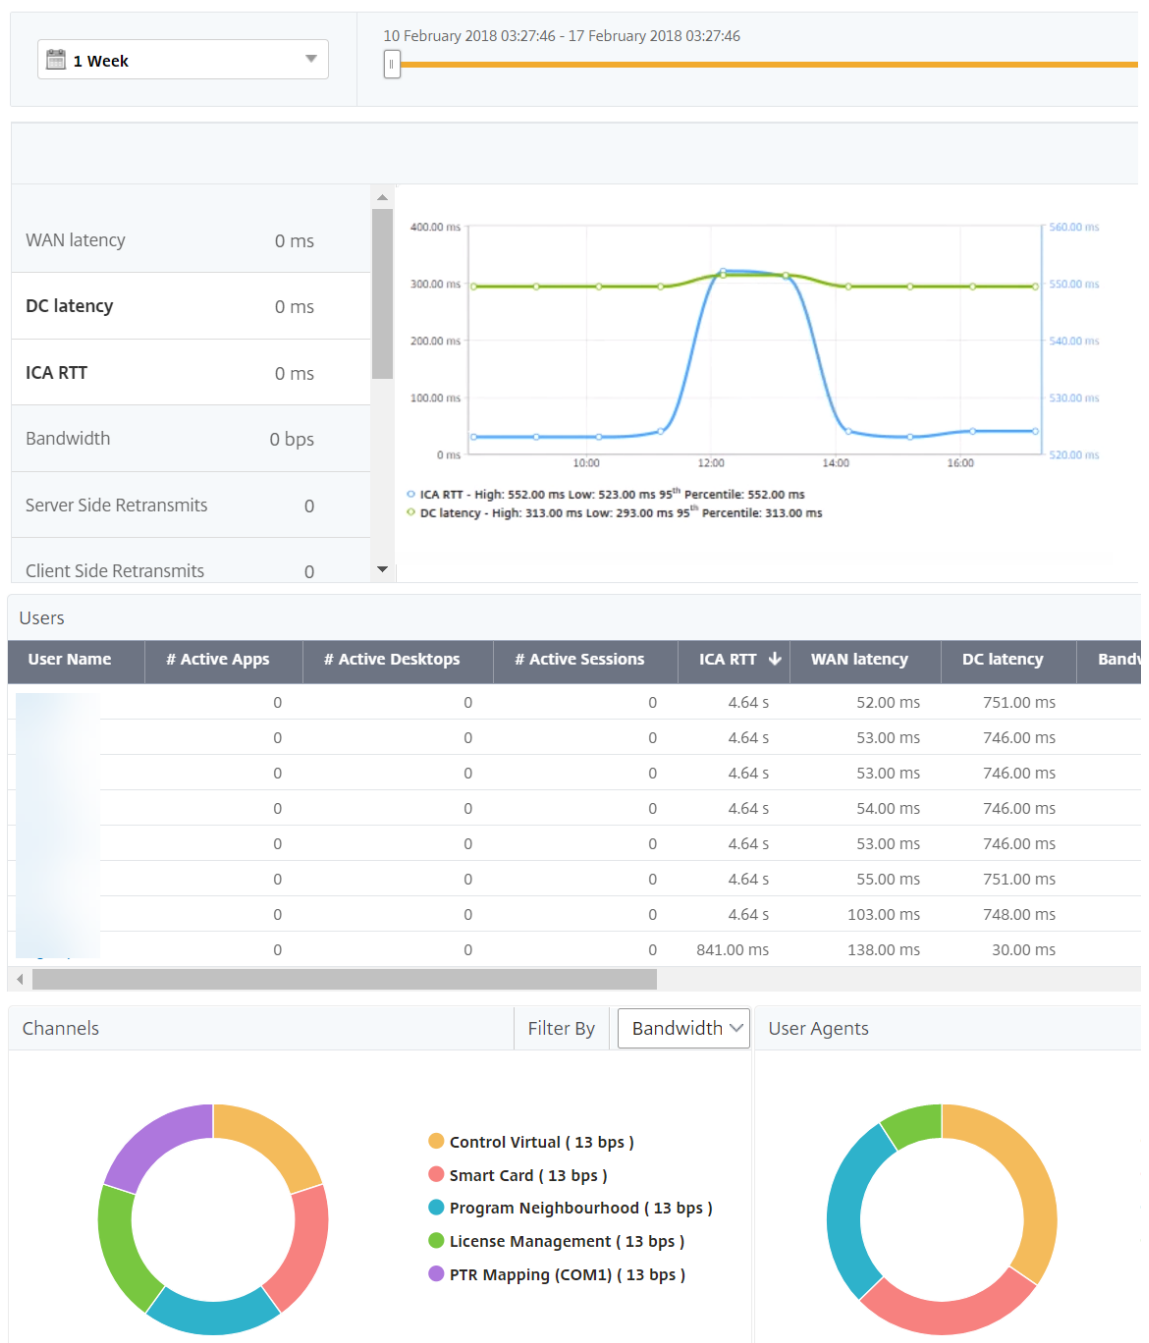 10 February 2018 03:27:46 - 17 February 2018 03:27:46
1 Week
WAN latency 0 ms
DC latency 0 ms
ICA RTT 0 ms
Bandwidth 0 bps
Server Side Retransmits 0
Client Side Retransmits 0
400.00 ms 560.00 ms
300.00 ms 550.00 ms
200.00 ms 540.00 ms
100.00 ms 530.00 ms
0 ms 520.00 ms
10:00 12:00 14:00 16:00
ICA RTT - High: 552.00 ms Low: 523.00 ms 95th Percentile: 552.00 ms
DC latency - High: 313.00 ms Low: 293.00 ms 95th Percentile: 313.00 ms
Users
User Name # Active Apps # Active Desktops # Active Sessions ICA RTT WAN latency DC latency
0 0 0 4.64 s 52.00 ms 751.00 ms
0 0 0 4.64 s 53.00 ms 746.00 ms
0 0 0 4.64 s 53.00 ms 746.00 ms
0 0 0 4.64 s 54.00 ms 746.00 ms
0 0 0 4.64 s 53.00 ms 746.00 ms
0 0 0 4.64 s 55.00 ms 751.00 ms
0 0 0 4.64 s 103.00 ms 748.00 ms
0 0 0 841.00 ms 138.00 ms 30.00 ms
Channels Filter By Bandwidth User Agents
Control Virtual ( 13 bps )
Smart Card ( 13 bps )
Program Neighbourhood ( 13 bps )
License Management ( 13 bps )
PTR Mapping (COM1) ( 13 bps )